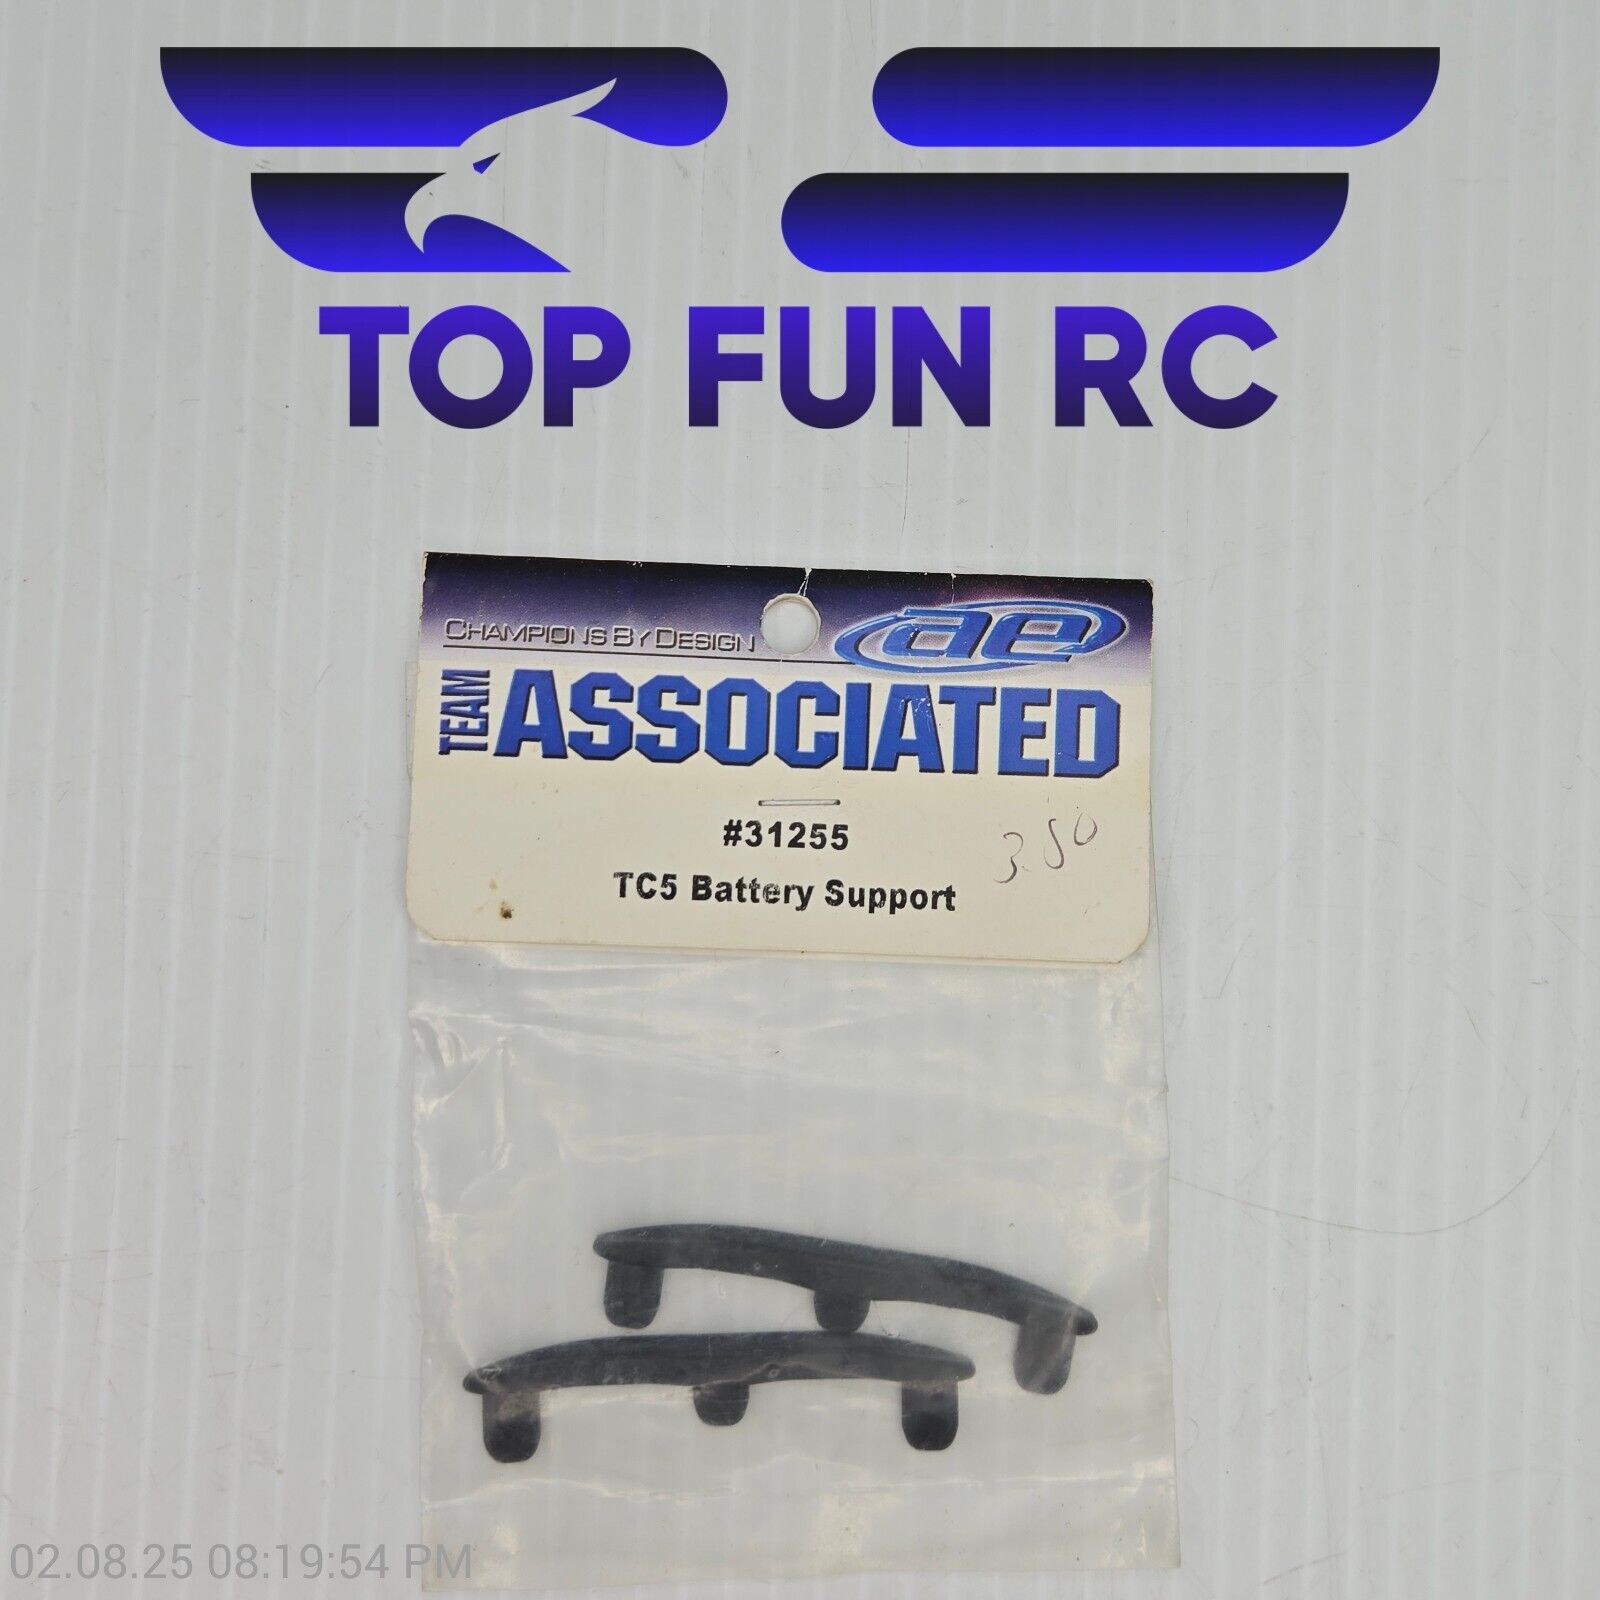 TOP FUN RC
CHAMPIONS BY DESIGN
ae
TEAM ASSOCIATED
#31255
3.50
TC5 Battery Support
02.08.25 08:19:54 PM